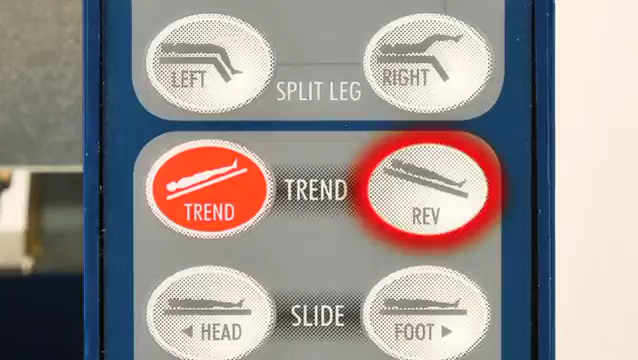 LEFT SPLIT LEG RIGHT
TREND TREND REV
◄ HEAD SLIDE FOOT ►